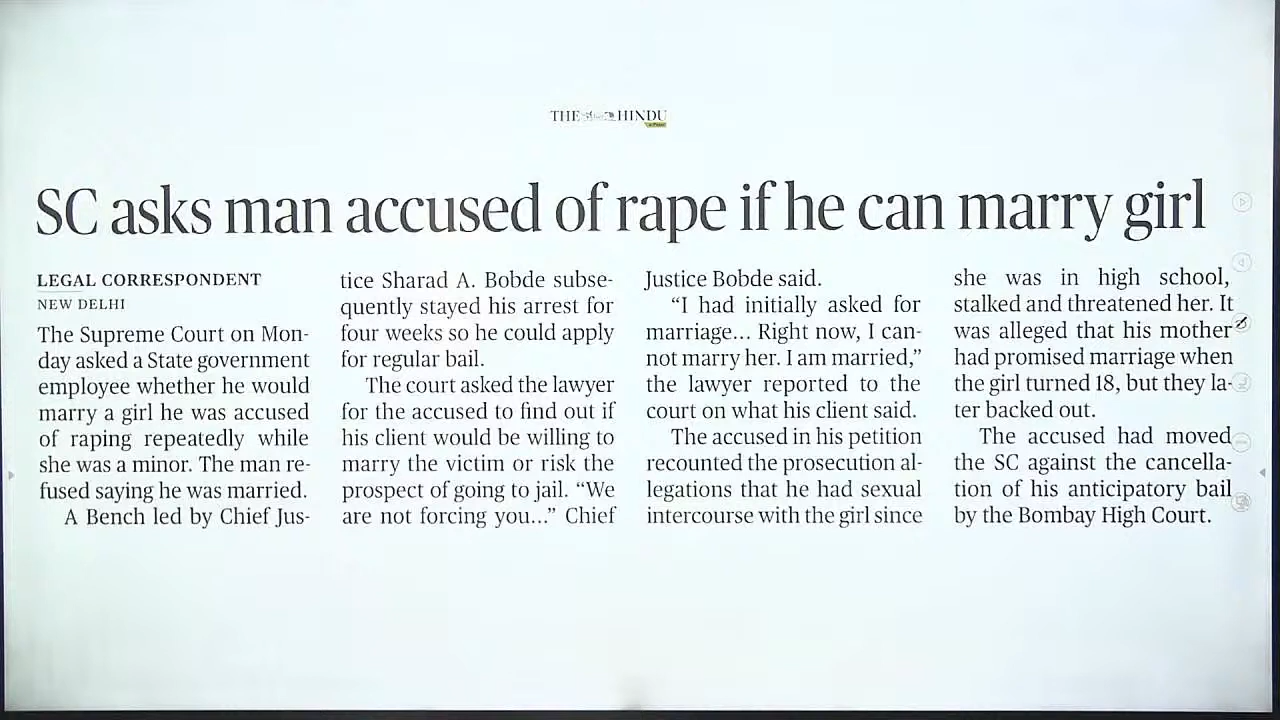 THE HINDU
SC asks man accused of rape if he can marry girl
LEGAL CORRESPONDENT
NEW DELHI
The Supreme Court on Mon-
day asked a State government
employee whether he would
marry a girl he was accused
of raping repeatedly while
she was a minor. The man re-
fused saying he was married.
A Bench led by Chief Jus-
tice Sharad A. Bobde subse-
quently stayed his arrest for
four weeks so he could apply
for regular bail.
The court asked the lawyer
for the accused to find out if
his client would be willing to
marry the victim or risk the
prospect of going to jail. “We
are not forcing you...” Chief
Justice Bobde said.
“I had initially asked for
marriage... Right now, I can-
not marry her. I am married,”
the lawyer reported to the
court on what his client said.
The accused in his petition
recounted the prosecution al-
legations that he had sexual
intercourse with the girl since
she was in high school,
stalked and threatened her. It
was alleged that his mother
had promised marriage when
the girl turned 18, but they la-
ter backed out.
The accused had moved
the SC against the cancella-
tion of his anticipatory bail
by the Bombay High Court.